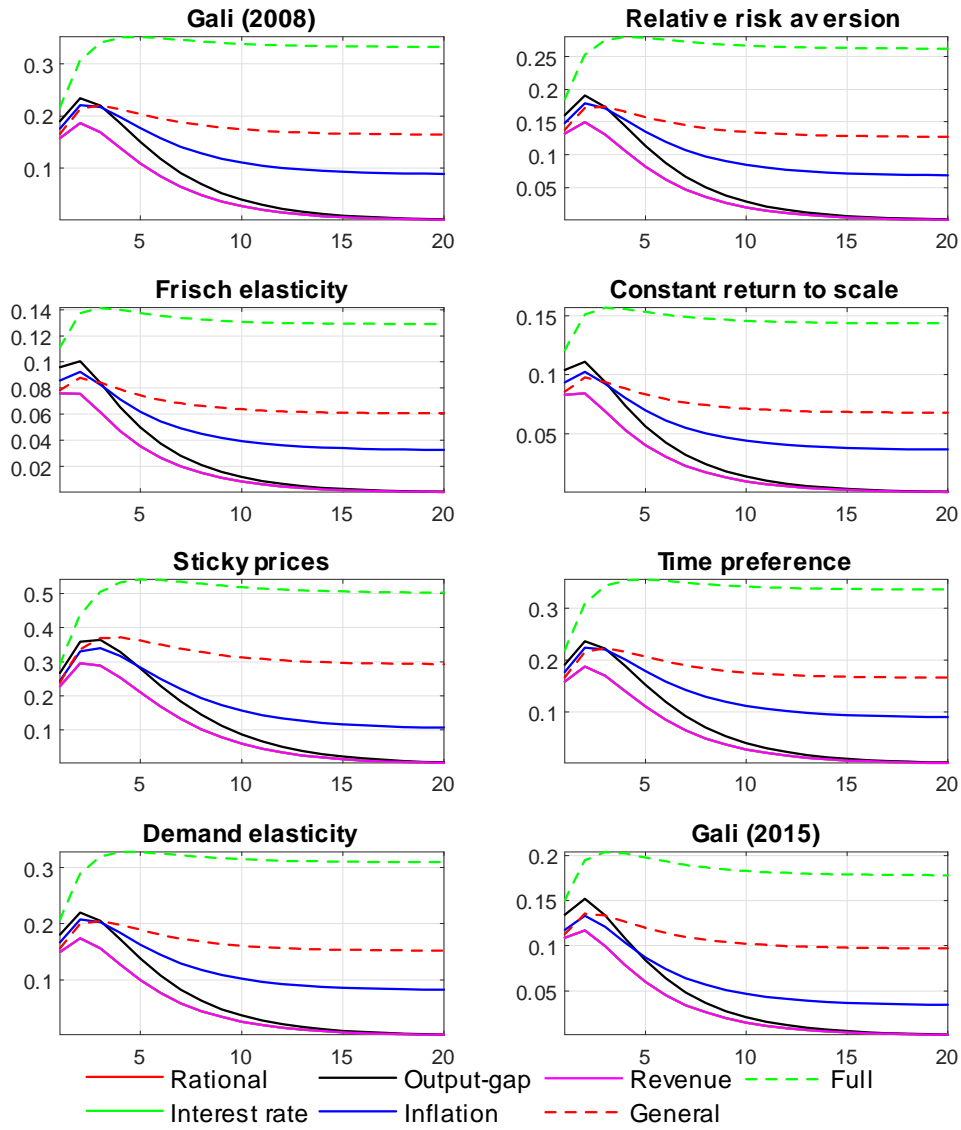 Gali (2008)
0.3
0.2
0.1
5 10 15 20
Relative risk aversion
0.25
0.2
0.15
0.1
0.05
5 10 15 20
Frisch elasticity
0.14
0.12
0.1
0.08
0.06
0.04
0.02
5 10 15 20
Constant return to scale
0.15
0.1
0.05
5 10 15 20
Sticky prices
0.5
0.4
0.3
0.2
0.1
5 10 15 20
Time preference
0.3
0.2
0.1
5 10 15 20
Demand elasticity
0.3
0.2
0.1
5 10 15 20
Gali (2015)
0.2
0.15
0.1
0.05
5 10 15 20
Rational Output-gap Revenue Full
Interest rate Inflation General